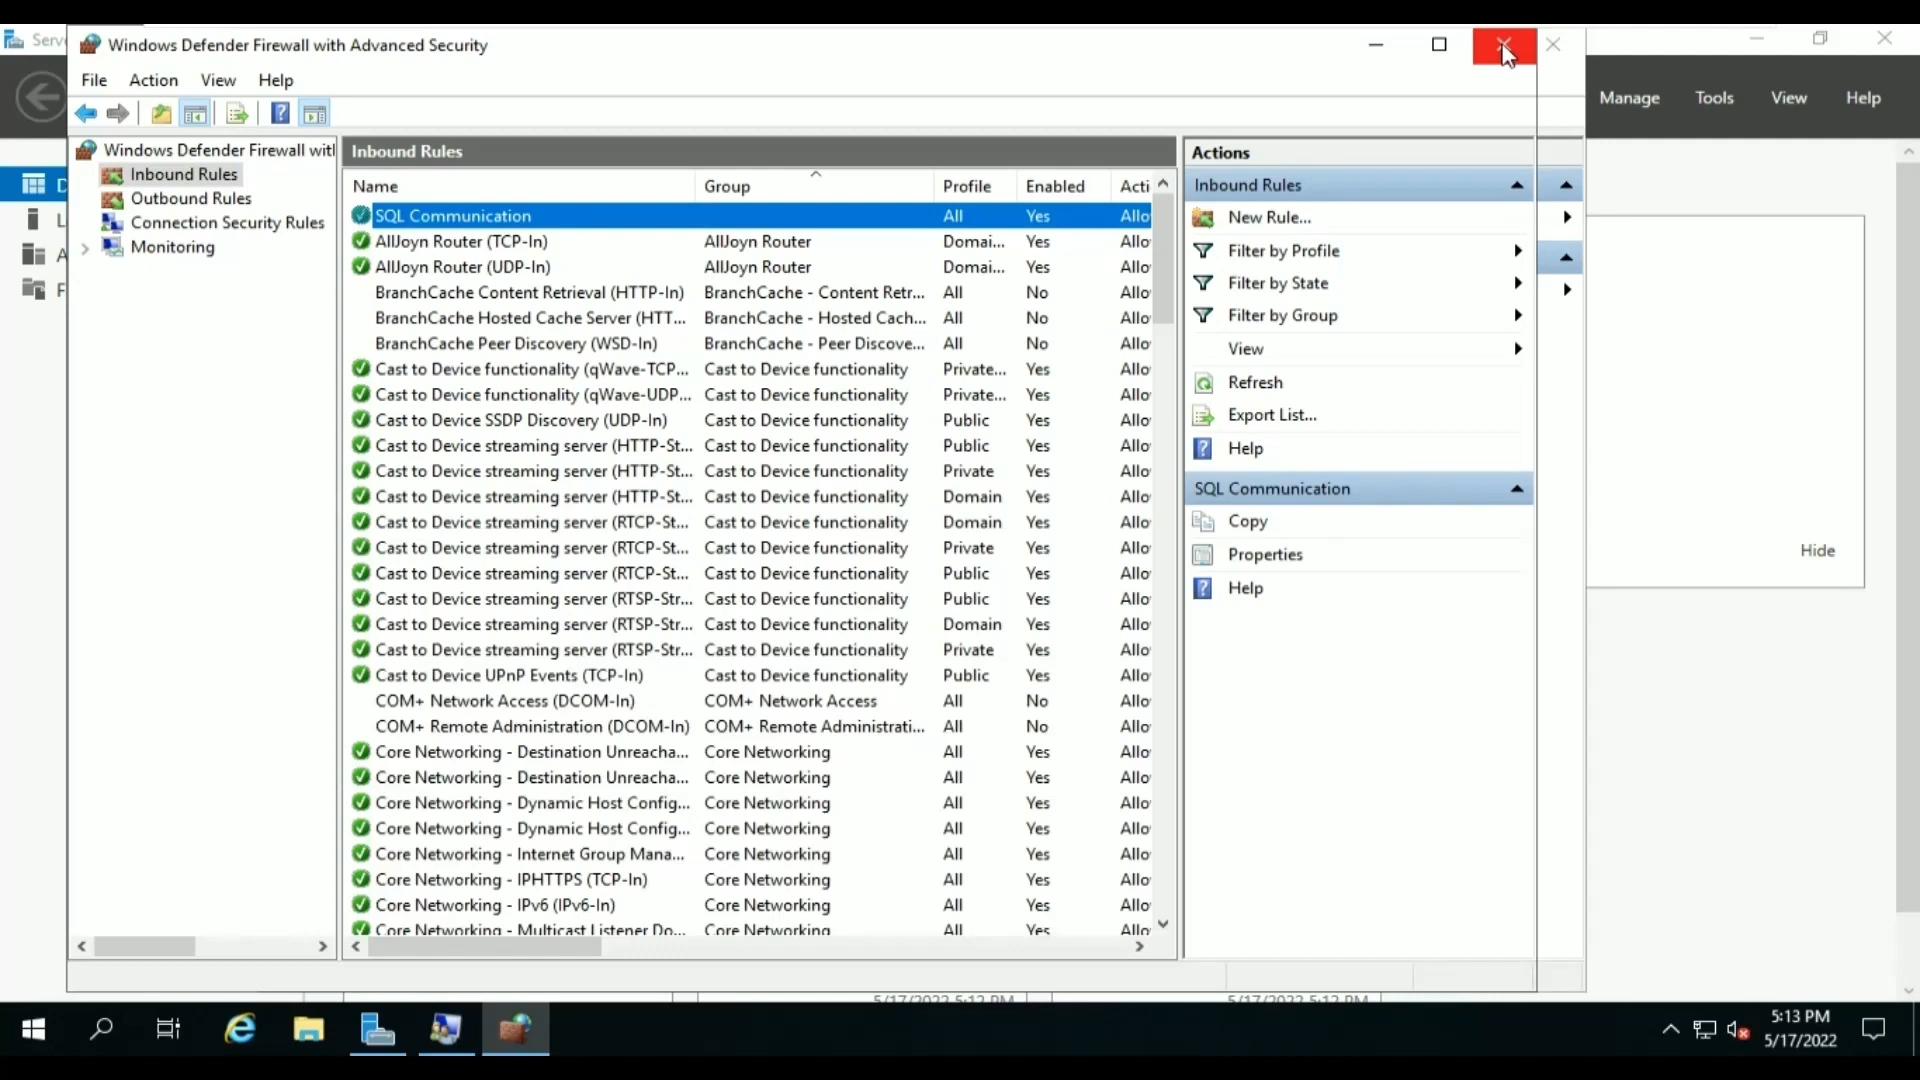 Serve
Windows Defender Firewall with Advanced Security
File Action View Help
Manage Tools View Help
Windows Defender Firewall witl
Inbound Rules
Outbound Rules
Connection Security Rules
Monitoring
Inbound Rules
Name Group Profile Enabled Acti
SQL Communication All Yes Allo
AllJoyn Router (TCP-In) AllJoyn Router Domai... Yes Allo
AllJoyn Router (UDP-In) AllJoyn Router Domai... Yes Allo
BranchCache Content Retrieval (HTTP-In) BranchCache - Content Retr... All No Allo
BranchCache Hosted Cache Server (HTT... BranchCache - Hosted Cach... All No Allo
BranchCache Peer Discovery (WSD-In) BranchCache - Peer Discove... All No Allo
Cast to Device functionality (qWave-TCP... Cast to Device functionality Private... Yes Allo
Cast to Device functionality (qWave-UDP... Cast to Device functionality Private... Yes Allo
Cast to Device SSDP Discovery (UDP-In) Cast to Device functionality Public Yes Allo
Cast to Device streaming server (HTTP-St... Cast to Device functionality Public Yes Allo
Cast to Device streaming server (HTTP-St... Cast to Device functionality Private Yes Allo
Cast to Device streaming server (HTTP-St... Cast to Device functionality Domain Yes Allo
Cast to Device streaming server (RTCP-St... Cast to Device functionality Domain Yes Allo
Cast to Device streaming server (RTCP-St... Cast to Device functionality Private Yes Allo
Cast to Device streaming server (RTCP-St... Cast to Device functionality Public Yes Allo
Cast to Device streaming server (RTSP-Str... Cast to Device functionality Public Yes Allo
Cast to Device streaming server (RTSP-Str... Cast to Device functionality Domain Yes Allo
Cast to Device streaming server (RTSP-Str... Cast to Device functionality Private Yes Allo
Cast to Device UPnP Events (TCP-In) Cast to Device functionality Public Yes Allo
COM+ Network Access (DCOM-In) COM+ Network Access All No Allo
COM+ Remote Administration (DCOM-In) COM+ Remote Administrati... All No Allo
Core Networking - Destination Unreacha... Core Networking All Yes Allo
Core Networking - Destination Unreacha... Core Networking All Yes Allo
Core Networking - Dynamic Host Config... Core Networking All Yes Allo
Core Networking - Dynamic Host Config... Core Networking All Yes Allo
Core Networking - Internet Group Mana... Core Networking All Yes Allo
Core Networking - IPHTTPS (TCP-In) Core Networking All Yes Allo
Core Networking - IPv6 (IPv6-In) Core Networking All Yes Allo
Core Networking - Multicast Listener Do... Core Networking All Yes Allo
Actions
Inbound Rules
New Rule...
Filter by Profile
Filter by State
Filter by Group
View
Refresh
Export List...
Help
SQL Communication
Copy
Properties
Help
Hide
5/17/2022 5:12 PM 5/17/2022 5:12 PM
5:13 PM
5/17/2022